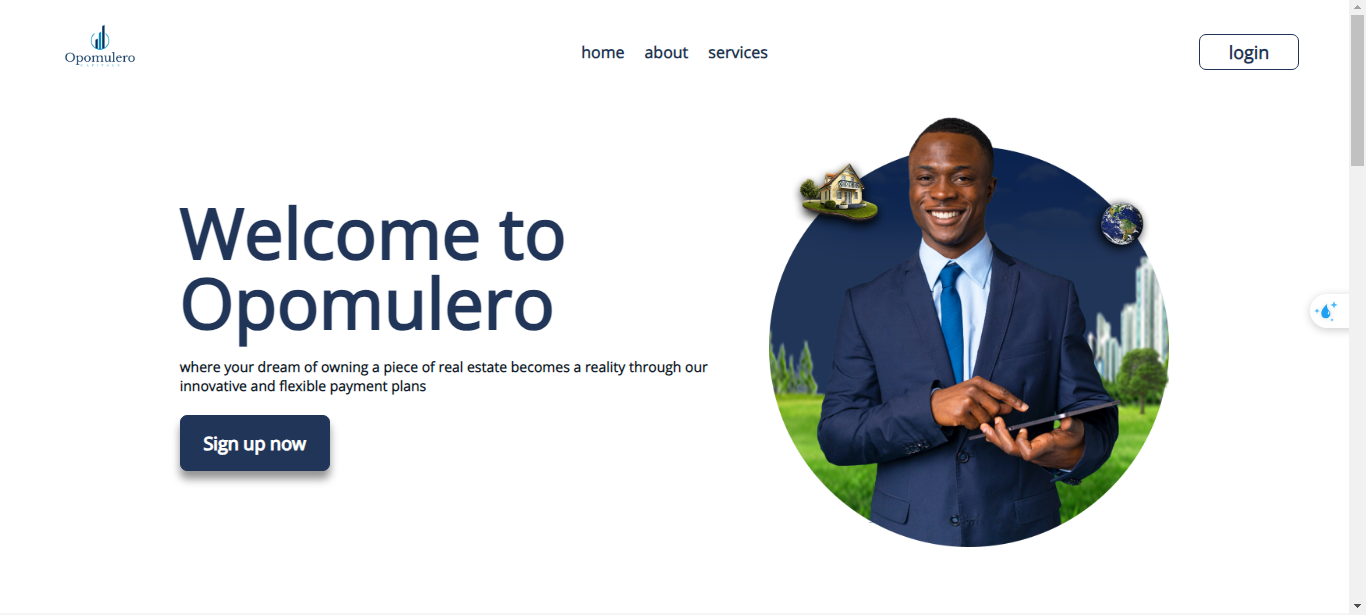 Opomulero
home about services
login
Welcome to
Opomulero
where your dream of owning a piece of real estate becomes a reality through our
innovative and flexible payment plans
Sign up now